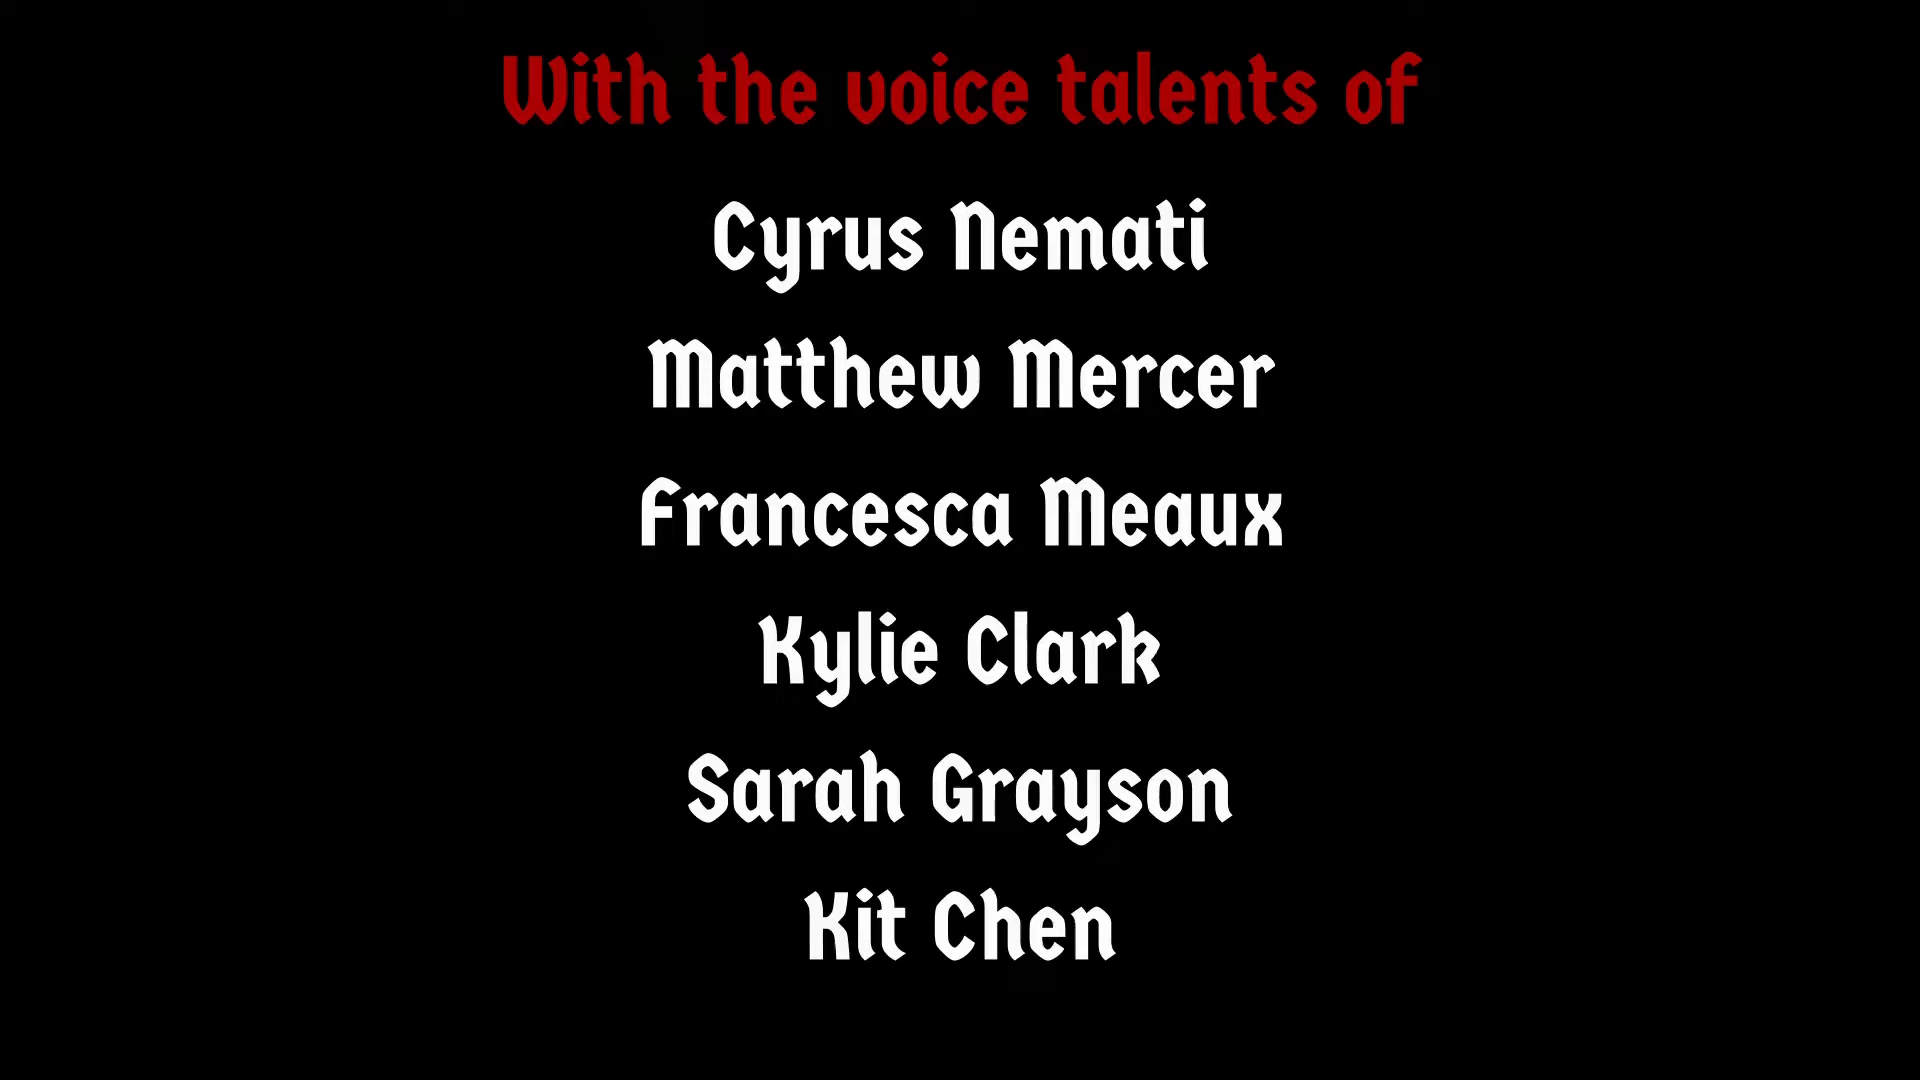 With the voice talents of
Cyrus Nemati
Matthew Mercer
Francesca Meaux
Kylie Clark
Sarah Grayson
Kit Chen